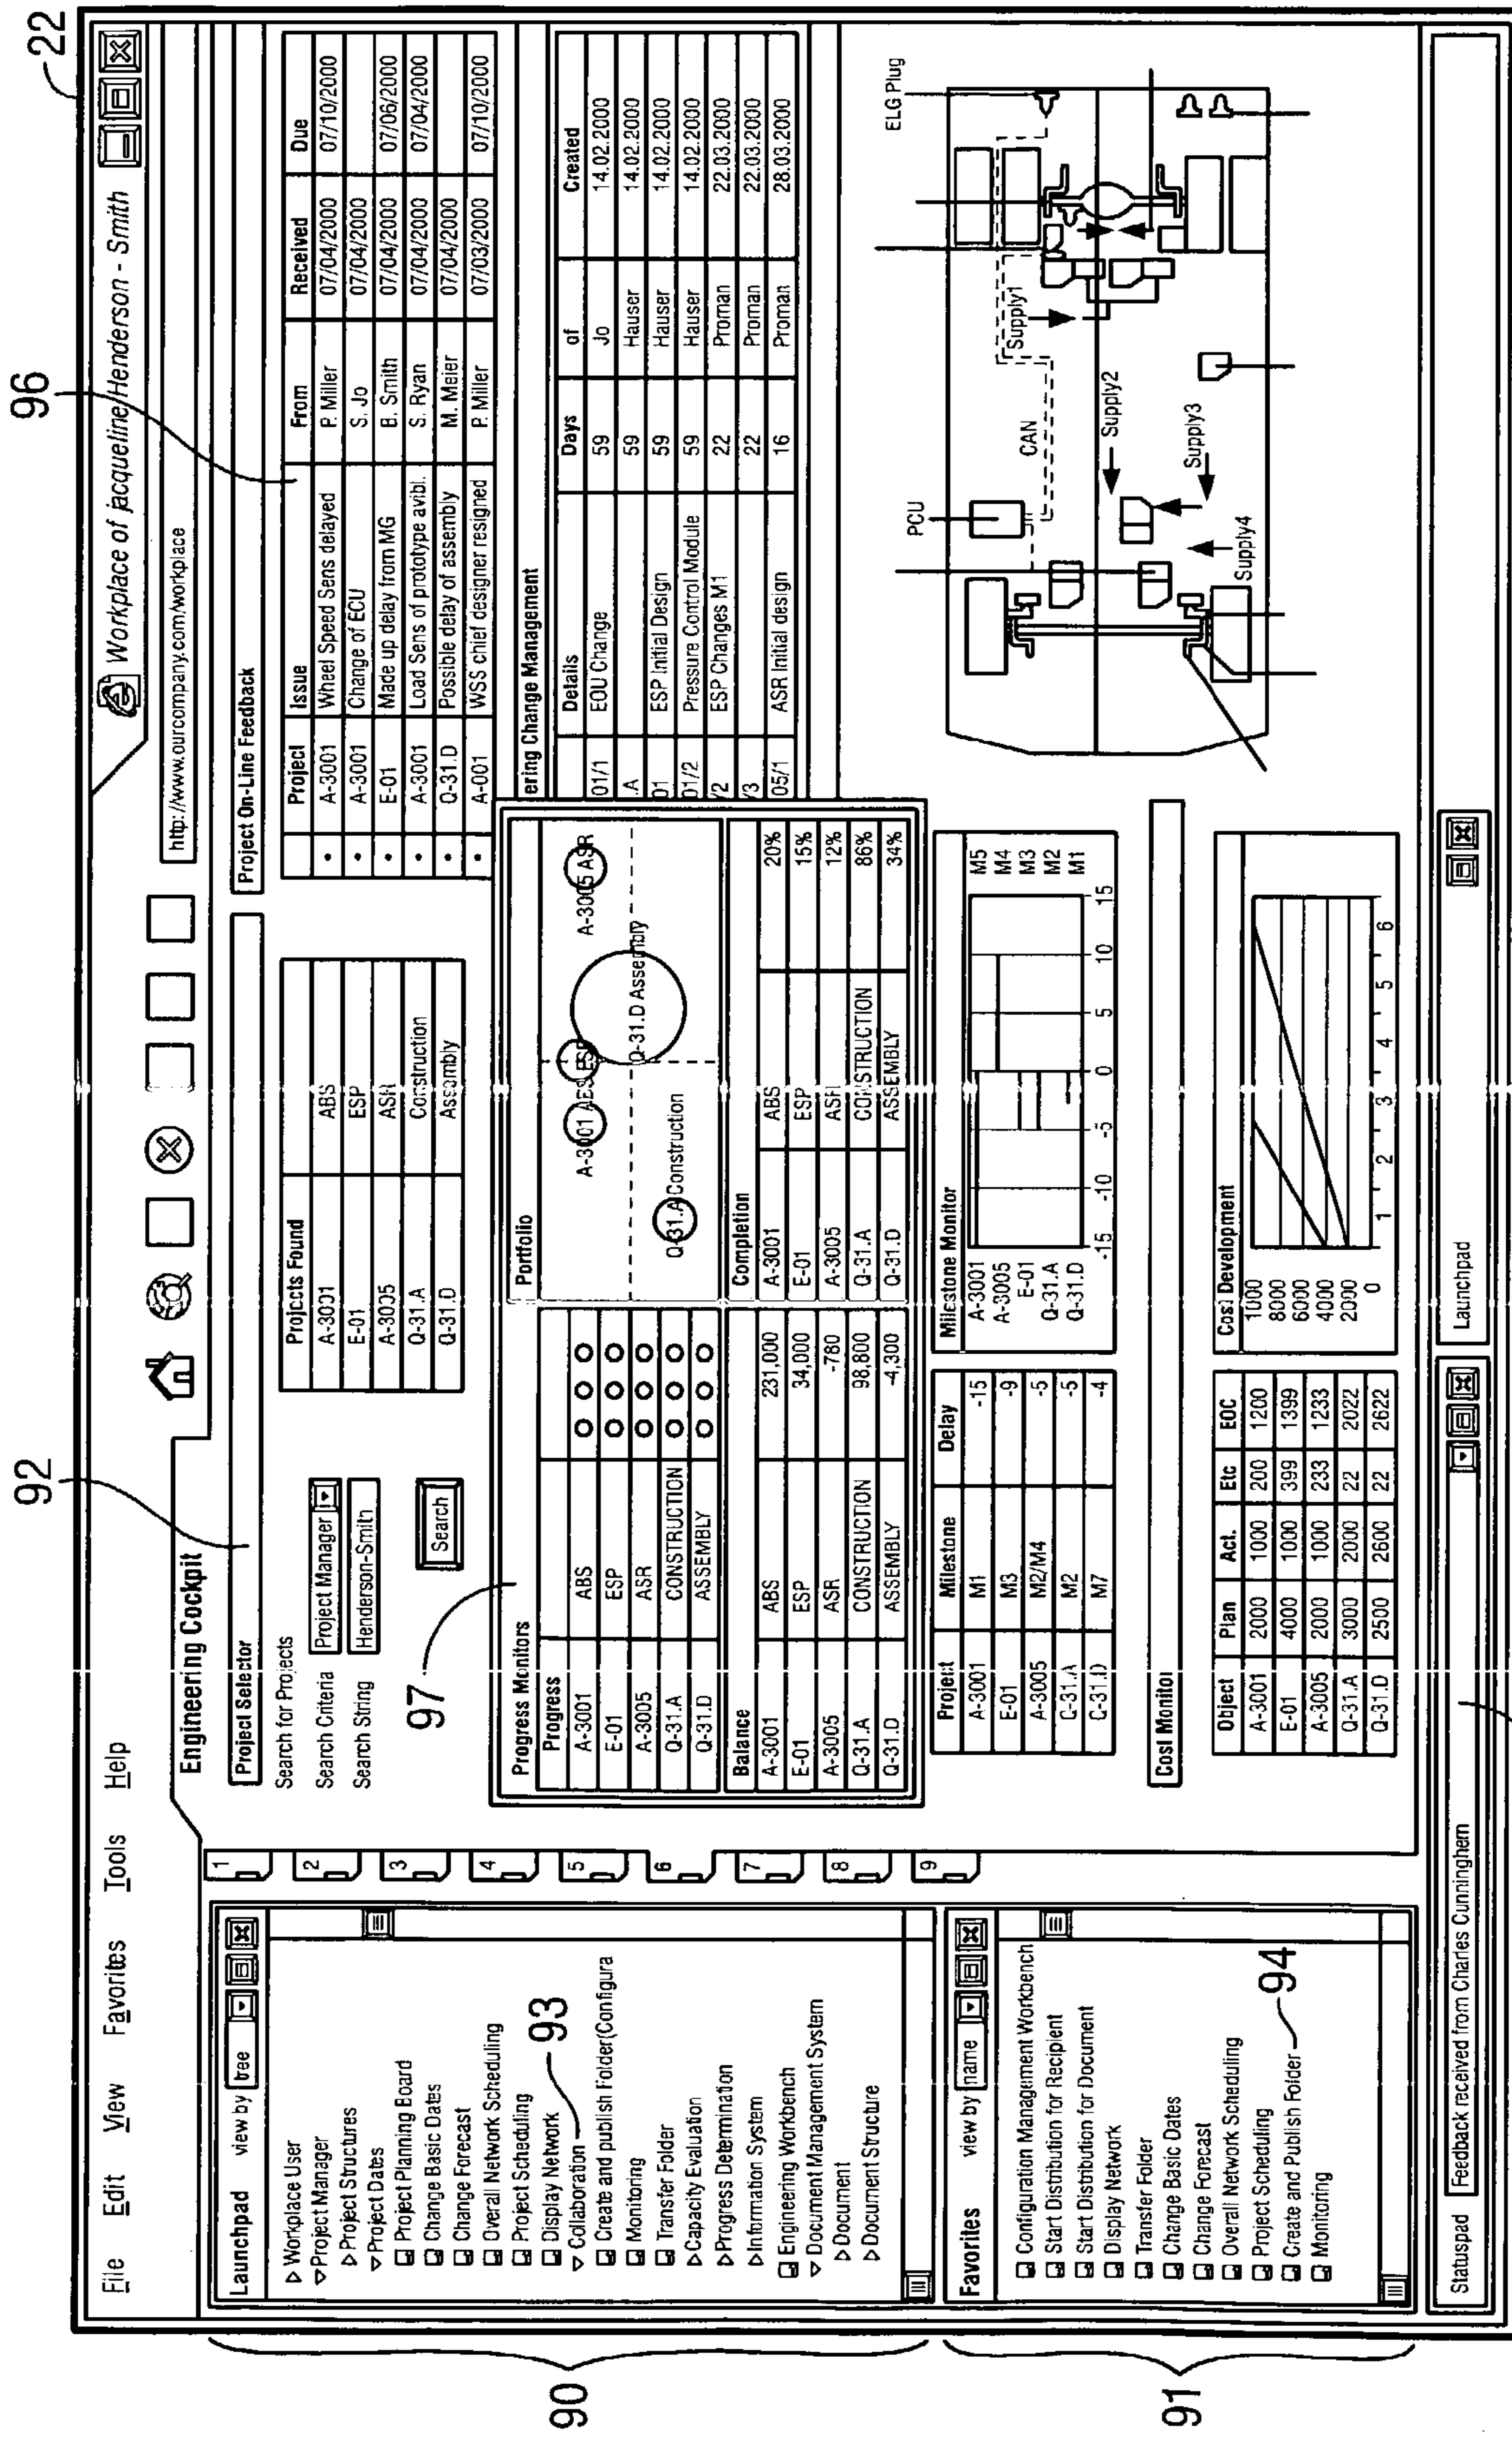 22
Workplace of jacqueline/Henderson - Smith
File Edit View Favorites Tools Help
http://www.ourcompany.com/workplace
92
96
Engineering Cockpit
90
Launchpad view by tree
Workplace User
Project Manager
Project Structures
Project Dates
Project Planning Board
Change Basic Dates
Change Forecast
Overall Network Scheduling
Project Scheduling
Display Network
Collaboration 93
Create and publish Folder(Configura
Monitoring
Transfer Folder
Capacity Evaluation
Progress Determination
Information System
Engineering Workbench
Document Management System
Document
Document Structure
91
Favorites view by name
Configuration Management Workbench
Start Distribution for Recipient
Start Distribution for Document
Display Network
Transfer Folder
Change Basic Dates
Change Forecast
Overall Network Scheduling
Project Scheduling
Create and Publish Folder 94
Monitoring
1
2
3
4
5
6
7
8
9
Project Selector
Search for Projects
Search Criteria Project Manager
Search String Henderson-Smith
Search
Projects Found
A-3001 ABS
E-01 ESP
A-3005 ASR
Q-31.A Construction
Q-31.D Assembly
Project On-Line Feedback
Project Issue From Received Due
• A-3001 Wheel Speed Sens delayed P. Miller 07/04/2000 07/10/2000
• A-3001 Change of ECU S. Jo 07/04/2000
• E-01 Made up delay from MG B. Smith 07/04/2000 07/06/2000
• A-3001 Load Sens of prototype avibl. S. Ryan 07/04/2000 07/04/2000
• Q-31.D Possible delay of assembly M. Meier 07/04/2000
• A-001 WSS chief designer resigned P. Miller 07/03/2000 07/10/2000
97
Progress Monitors
Progress
A-3001 ABS
E-01 ESP
A-3005 ASR
Q-31.A CONSTRUCTION
Q-31.D ASSEMBLY
Portfolio
A-3001 ABS ESP
A-3005 ASR
Q-31.D Assembly
Q-31.A Construction
Balance
A-3001 ABS 231,000
E-01 ESP 34,000
A-3005 ASR -780
Q-31.A CONSTRUCTION 98,800
Q-31.D ASSEMBLY -4,300
Completion
A-3001 ABS 20%
E-01 ESP 15%
A-3005 ASR 12%
Q-31.A CONSTRUCTION 86%
Q-31.D ASSEMBLY 34%
ering Change Management
Details Days of Created
01/1 EOU Change 59 Jo 14.02.2000
.A 59 Hauser 14.02.2000
01 ESP Initial Design 59 Hauser 14.02.2000
01/2 Pressure Control Module 59 Hauser 14.02.2000
/2 ESP Changes M1 22 Proman 22.03.2000
/3 22 Proman 22.03.2000
05/1 ASR Initial design 16 Proman 28.03.2000
Project Milestone Delay
A-3001 M1 -15
E-01 M3 -9
A-3005 M2/M4 -5
Q-31.A M2 -5
Q-31.D M7 -4
Milestone Monitor
A-3001 M5
A-3005 M4
E-01 M3
Q-31.A M2
Q-31.D M1
-15 -10 -5 0 5 10 15
PCU
ELG Plug
CAN
Supply1
Supply2
Supply3
Supply4
Cost Monitor
Object Plan Act. Etc EOC
A-3001 2000 1000 200 1200
E-01 4000 1000 399 1399
A-3005 2000 1000 233 1233
Q-31.A 3000 2000 22 2022
Q-31.D 2500 2600 22 2622
Cost Development
1000
8000
6000
4000
2000
0
1 2 3 4 5 6
Statuspad Feedback received from Charles Cunninghem
Launchpad